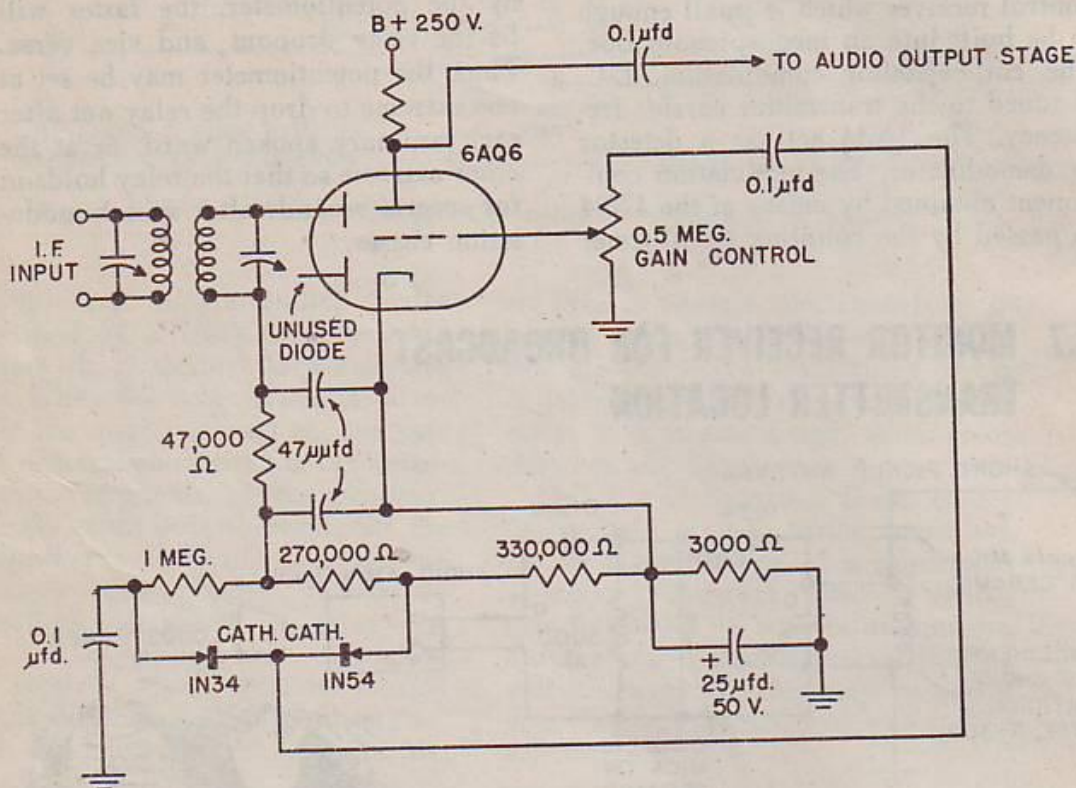 B+ 250 V.
0.1µfd
TO AUDIO OUTPUT STAGE
6AQ6
0.1µfd
I.F. INPUT
0.5 MEG.
GAIN CONTROL
UNUSED
DIODE
47,000
Ω
47µµfd
1 MEG.
270,000 Ω
330,000 Ω
3000 Ω
0.1
µfd.
CATH. CATH.
IN34
IN54
+
25µfd.
50 V.